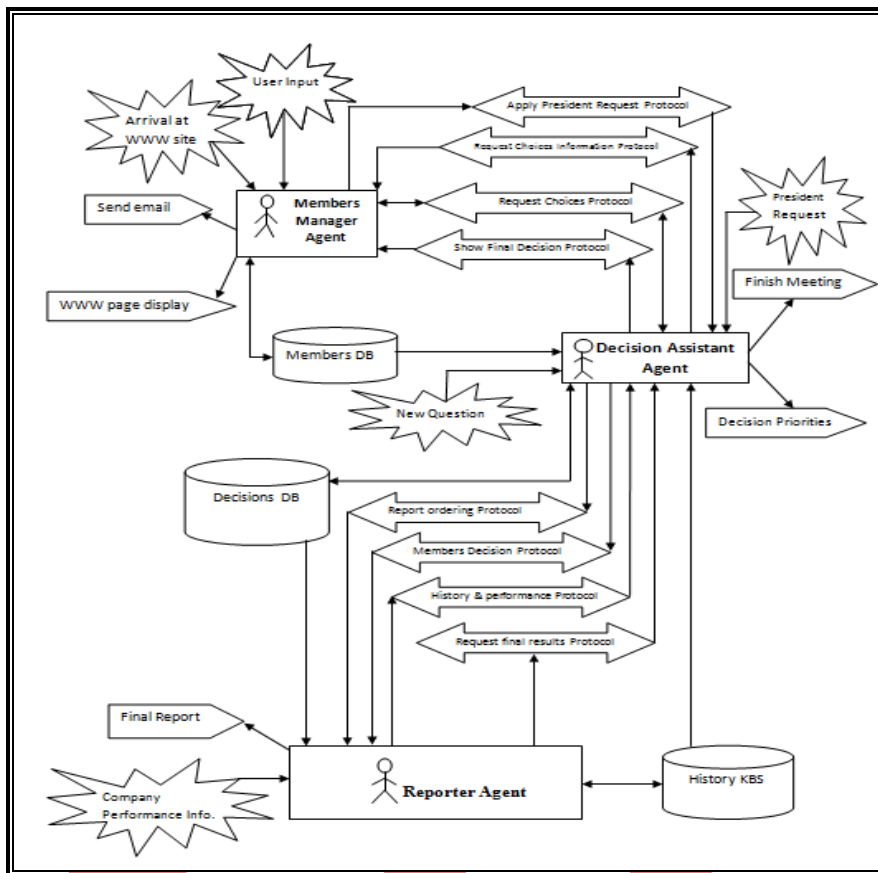 User Input
Apply President Request Protocol
Arrival at
WWW site
Request Choices Information Protocol
Send email
Members
Manager
Agent
Request Choices Protocol
President
Request
Show Final Decision Protocol
Finish Meeting
WWW page display
Members DB
Decision Assistant
Agent
New Question
Decision Priorities
Decisions DB
Report ordering Protocol
Members Decision Protocol
History & performance Protocol
Request final results Protocol
Final Report
Company
Performance Info.
Reporter Agent
History KBS